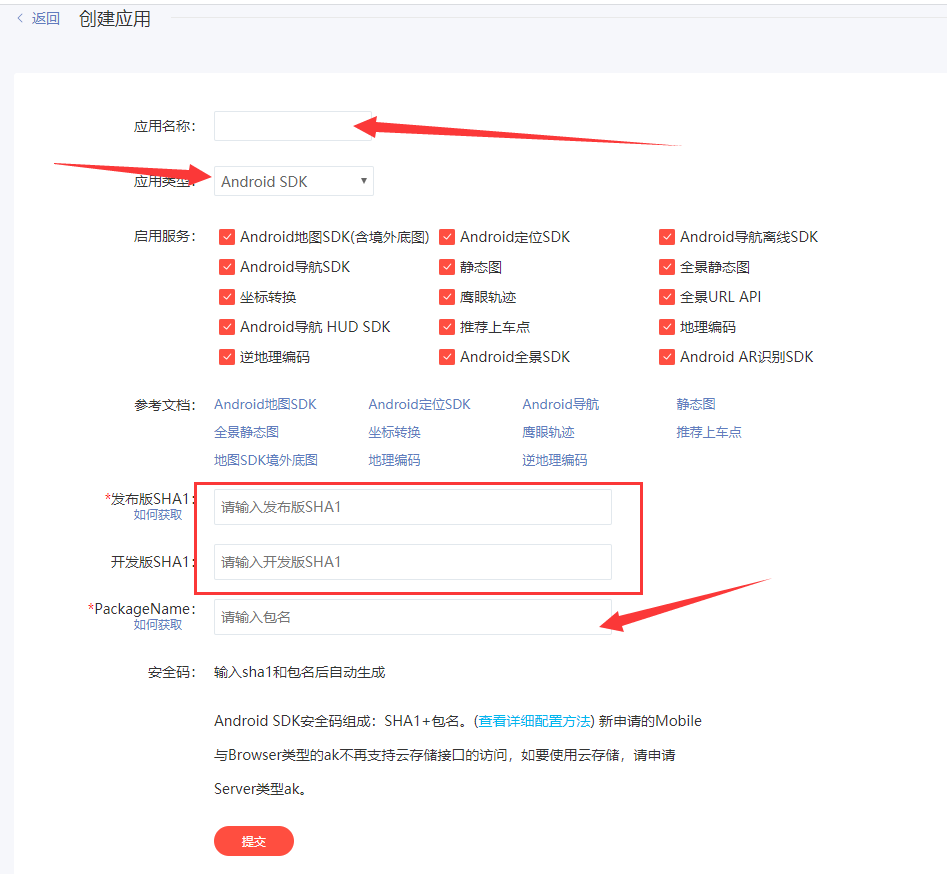 < 返回 创建应用
应用名称：
应用类型： Android SDK
启用服务： Android地图SDK(含境外底图) Android定位SDK Android导航离线SDK
Android导航SDK 静态图 全景静态图
坐标转换 鹰眼轨迹 全景URL API
Android导航 HUD SDK 推荐上车点 地理编码
逆地理编码 Android全景SDK Android AR识别SDK
参考文档： Android地图SDK Android定位SDK Android导航 静态图
全景静态图 坐标转换 鹰眼轨迹 推荐上车点
地图SDK境外底图 地理编码 逆地理编码
*发布版SHA1： 请输入发布版SHA1
如何获取
开发版SHA1： 请输入开发版SHA1
*PackageName： 请输入包名
如何获取
安全码： 输入sha1和包名后自动生成
Android SDK安全码组成：SHA1+包名。(查看详细配置方法) 新申请的Mobile
与Browser类型的ak不再支持云存储接口的访问，如要使用云存储，请申请
Server类型ak。
提交